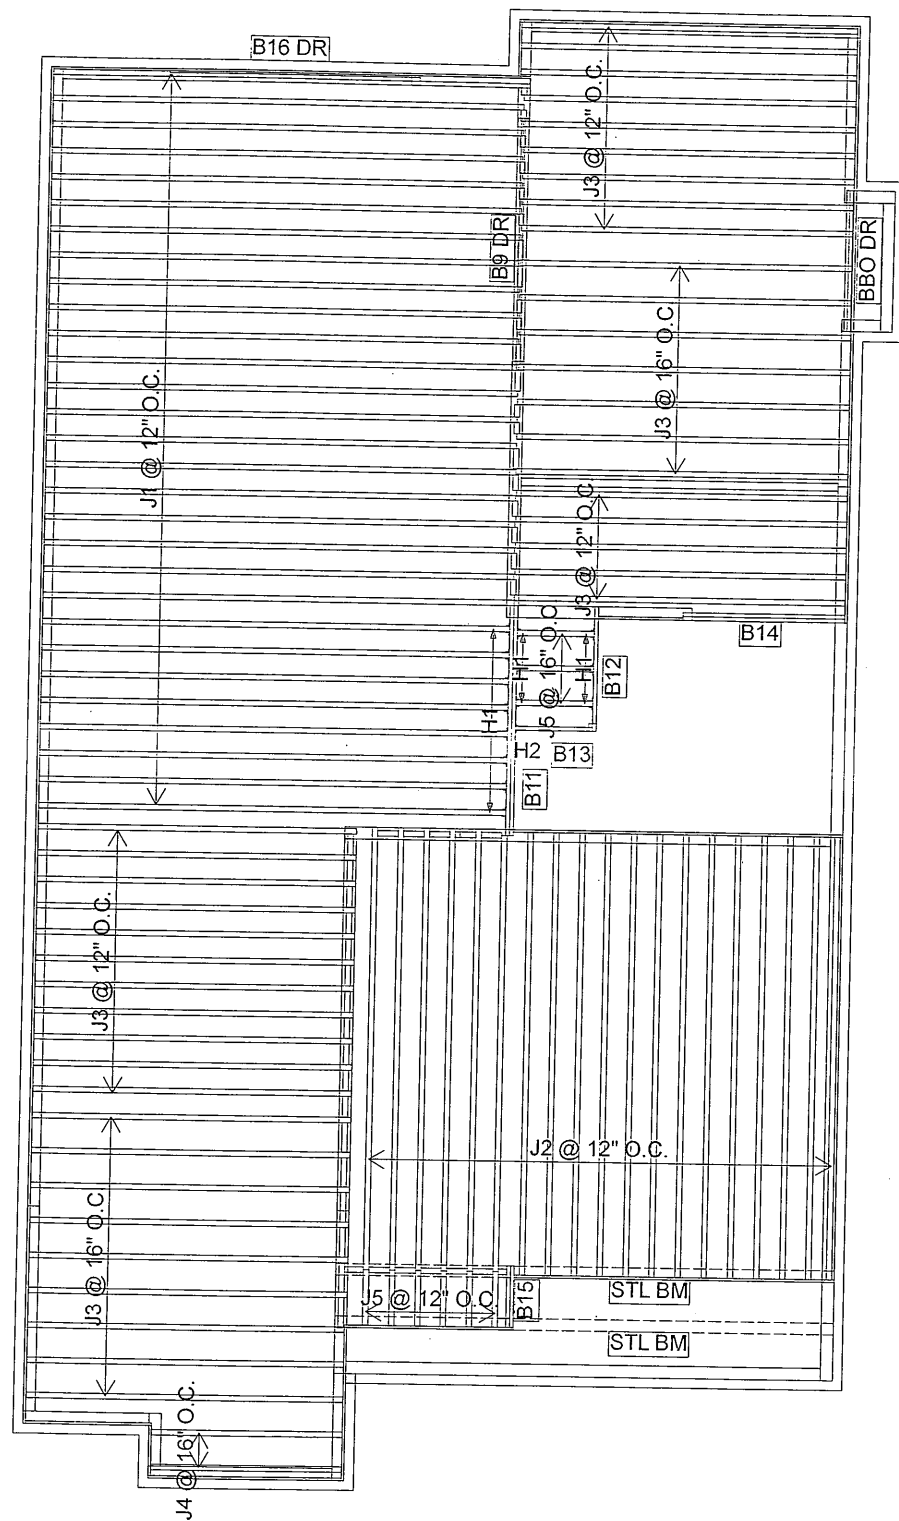 B16 DR
J3 @ 12" O.C.
B9 DR
BBO DR
J3 @ 16" O.C.
J1 @ 12" O.C.
J3 @ 12" O.C.
J5 @ 16" O.C.
H1
H1
H1
B14
B12
H2
B13
B11
J3 @ 12" O.C.
J2 @ 12" O.C.
J3 @ 16" O.C.
J5 @ 12" O.C.
B15
STL BM
STL BM
J4 @ 16" O.C.